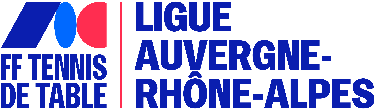 FF TENNIS
DE TABLE
LIGUE
AUVERGNE-
RHÔNE-ALPES